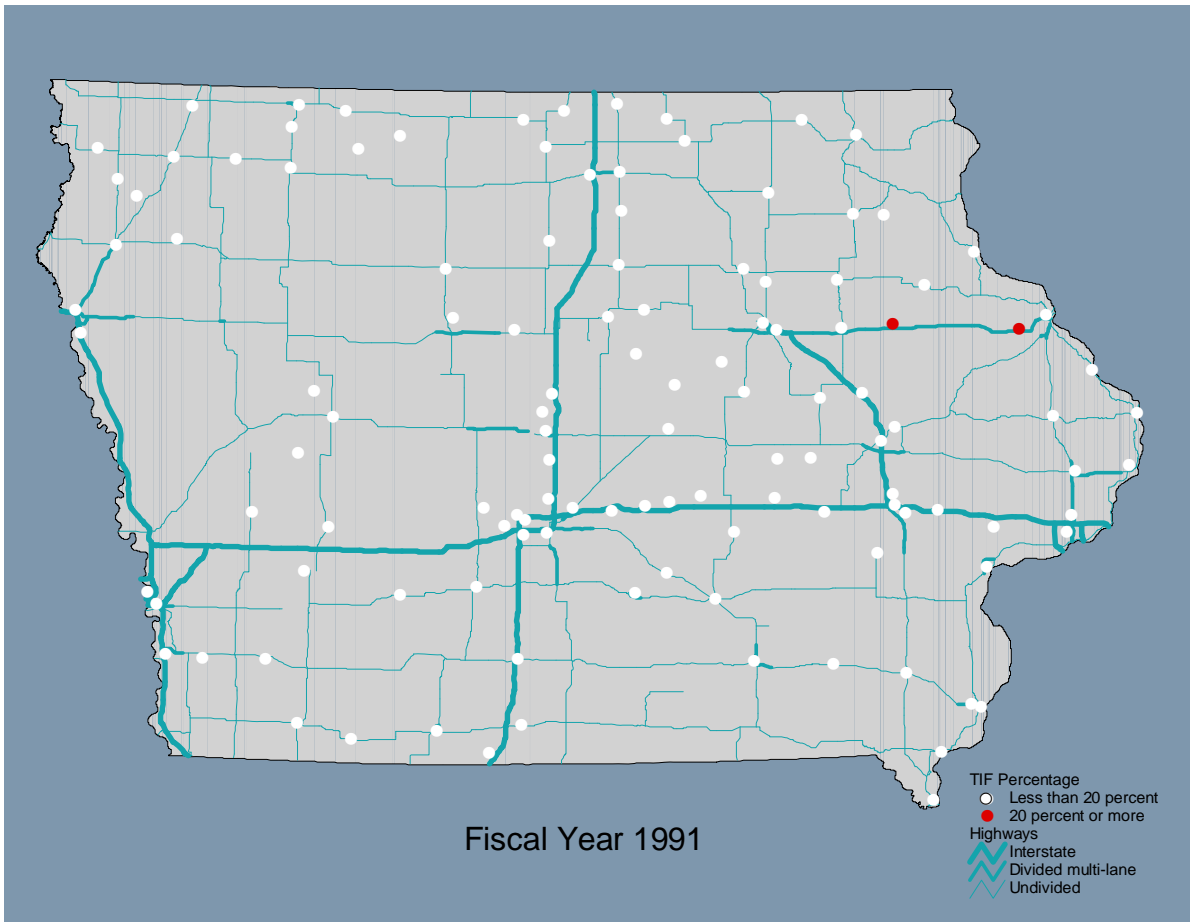 Fiscal Year 1991
TIF Percentage
Less than 20 percent
20 percent or more
Highways
Interstate
Divided multi-lane
Undivided